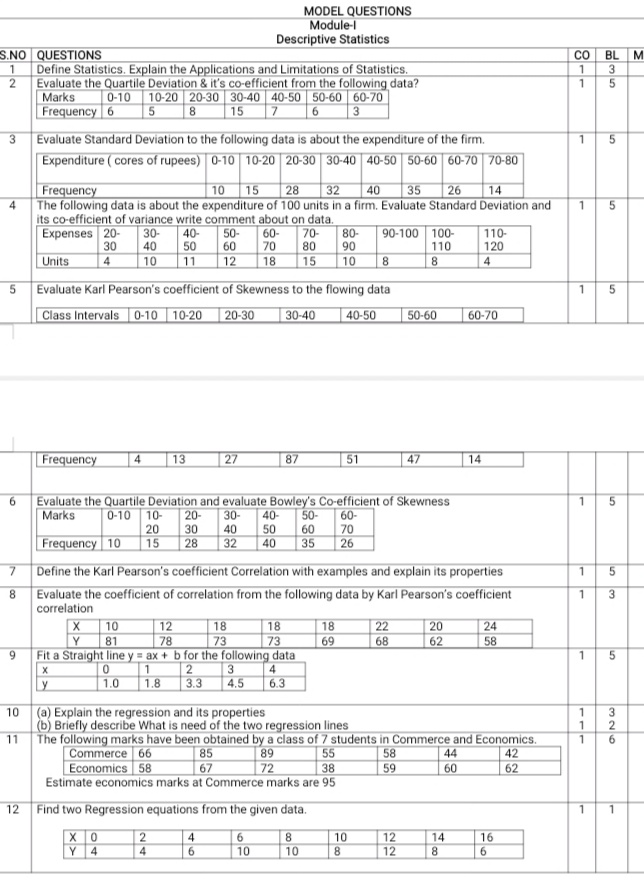 MODEL QUESTIONS
Module-I
Descriptive Statistics
S.NO QUESTIONS CO BL M
1 Define Statistics. Explain the Applications and Limitations of Statistics. 1 3
2 Evaluate the Quartile Deviation & it's co-efficient from the following data? 1 5
Marks 0-10 10-20 20-30 30-40 40-50 50-60 60-70
Frequency 6 5 8 15 7 6 3
3 Evaluate Standard Deviation to the following data is about the expenditure of the firm. 1 5
Expenditure ( cores of rupees) 0-10 10-20 20-30 30-40 40-50 50-60 60-70 70-80
Frequency 10 15 28 32 40 35 26 14
4 The following data is about the expenditure of 100 units in a firm. Evaluate Standard Deviation and 1 5
its co-efficient of variance write comment about on data.
Expenses 20- 30- 40- 50- 60- 70- 80- 90-100 100- 110-
30 40 50 60 70 80 90 110 120
Units 4 10 11 12 18 15 10 8 8 4
5 Evaluate Karl Pearson's coefficient of Skewness to the flowing data 1 5
Class Intervals 0-10 10-20 20-30 30-40 40-50 50-60 60-70
Frequency 4 13 27 87 51 47 14
6 Evaluate the Quartile Deviation and evaluate Bowley's Co-efficient of Skewness 1 5
Marks 0-10 10- 20- 30- 40- 50- 60-
20 30 40 50 60 70
Frequency 10 15 28 32 40 35 26
7 Define the Karl Pearson's coefficient Correlation with examples and explain its properties 1 5
8 Evaluate the coefficient of correlation from the following data by Karl Pearson's coefficient 1 3
correlation
X 10 12 18 18 18 22 20 24
Y 81 78 73 73 69 68 62 58
9 Fit a Straight line y = ax + b for the following data 1 5
x 0 1 2 3 4
y 1.0 1.8 3.3 4.5 6.3
10 (a) Explain the regression and its properties 1 3
(b) Briefly describe What is need of the two regression lines 1 2
11 The following marks have been obtained by a class of 7 students in Commerce and Economics. 1 6
Commerce 66 85 89 55 58 44 42
Economics 58 67 72 38 59 60 62
Estimate economics marks at Commerce marks are 95
12 Find two Regression equations from the given data. 1 1
X 0 2 4 6 8 10 12 14 16
Y 4 4 6 10 10 8 12 8 6